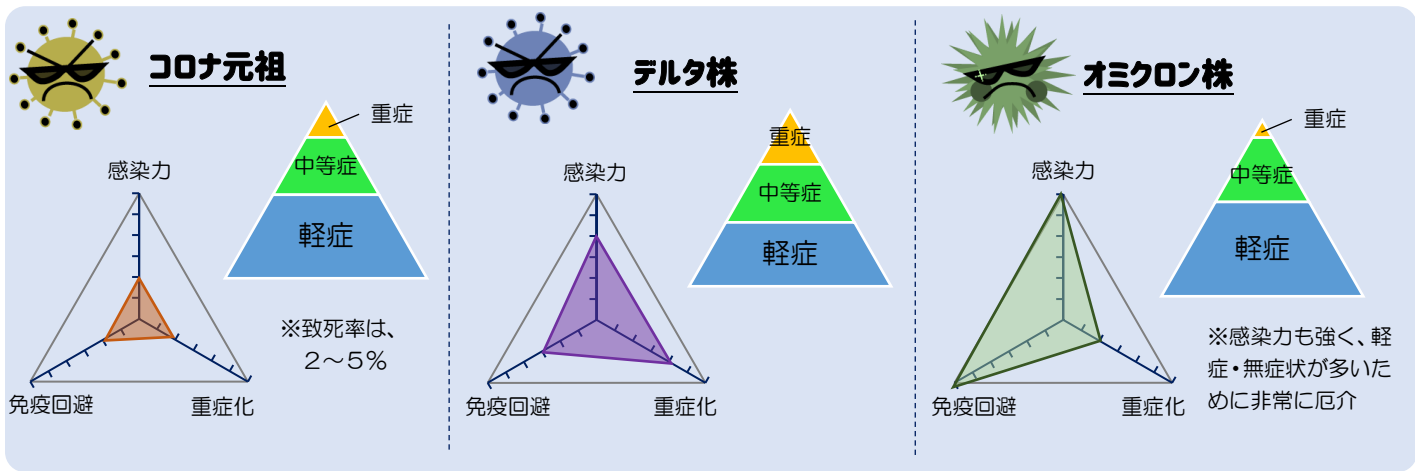 コロナ元祖
重症
中等症
軽症
感染力
免疫回避
重症化
※致死率は、
２～５％
デルタ株
重症
中等症
軽症
感染力
免疫回避
重症化
オミクロン株
重症
中等症
軽症
感染力
免疫回避
重症化
※感染力も強く、軽
症・無症状が多いた
めに非常に厄介